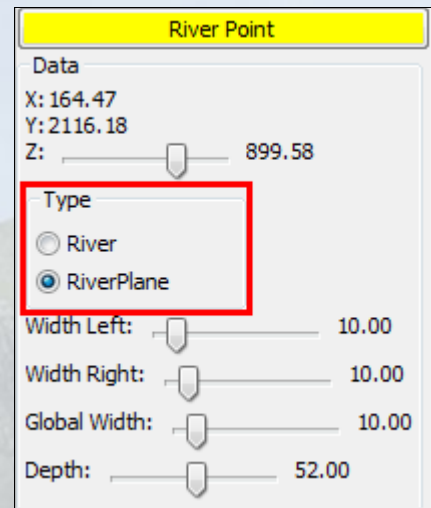 River Point
Data
X: 164.47
Y: 2116.18
Z: 899.58
Type
River
RiverPlane
Width Left: 10.00
Width Right: 10.00
Global Width: 10.00
Depth: 52.00